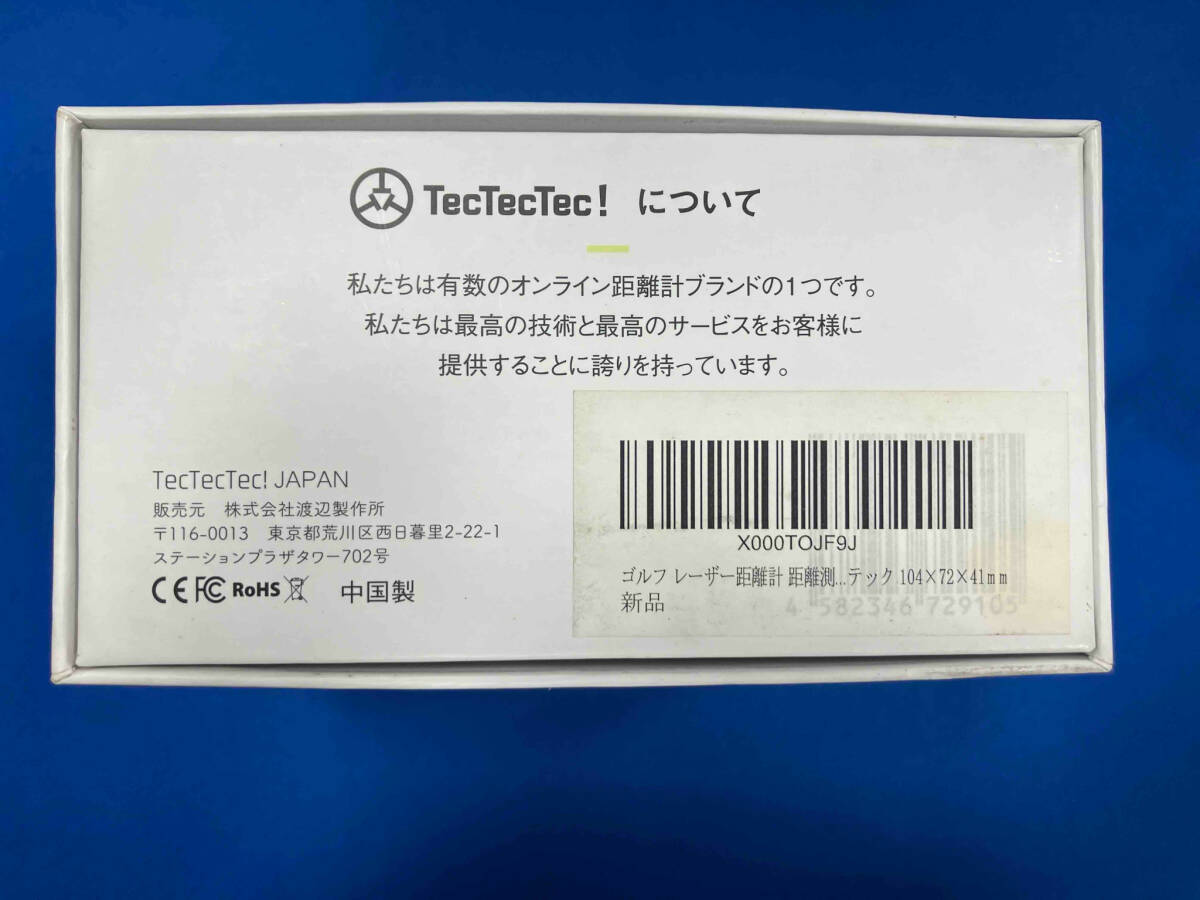 TecTecTec! について
私たちは有数のオンライン距離計ブランドの1つです。
私たちは最高の技術と最高のサービスをお客様に
提供することに誇りを持っています。
TecTecTec! JAPAN
販売元 株式会社渡辺製作所
〒116-0013 東京都荒川区西日暮里2-22-1
ステーションプラザタワー702号
CE FC RoHS 中国製
X000TOJF9J
ゴルフ レーザー距離計 距離測...テック 104×72×41mm
新品
4 582346 729105